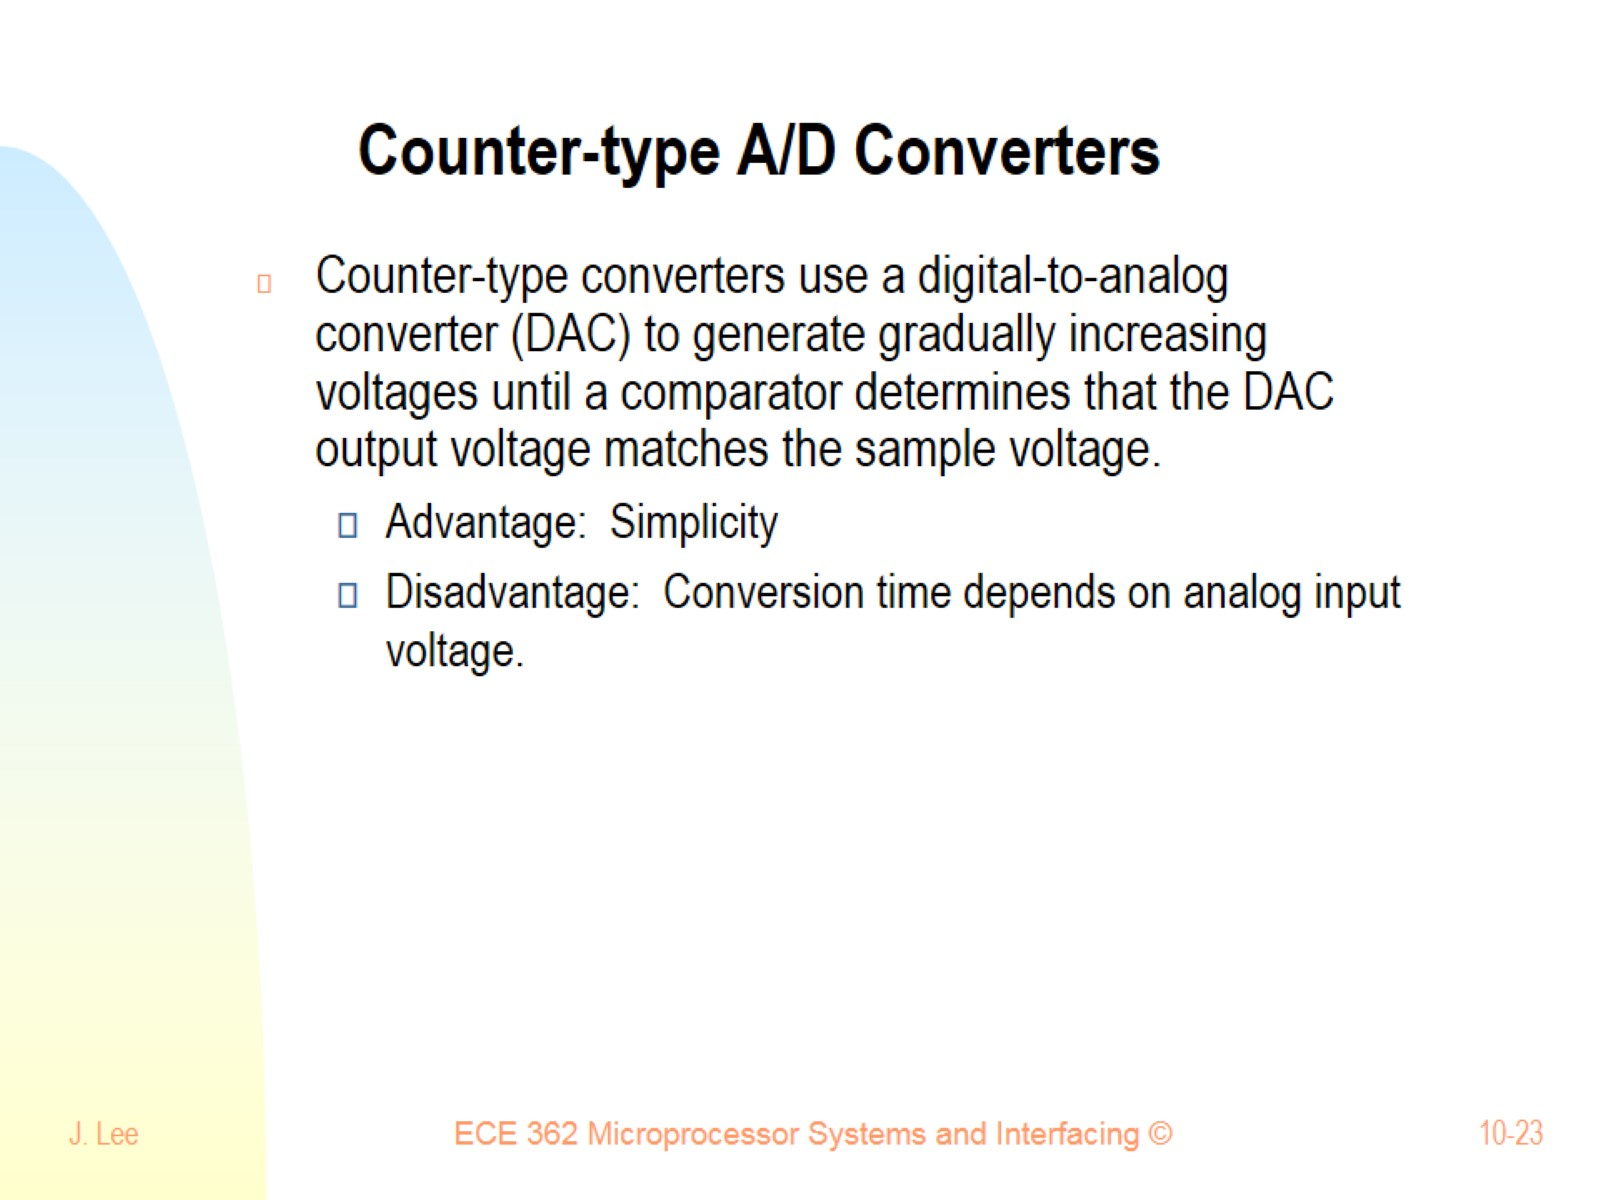 Counter-type A/D Converters
Counter-type converters use a digital-to-analog
converter (DAC) to generate gradually increasing
voltages until a comparator determines that the DAC
output voltage matches the sample voltage.
Advantage:  Simplicity
Disadvantage:  Conversion time depends on analog input
voltage.
J. Lee
ECE 362 Microprocessor Systems and Interfacing ©
10-23